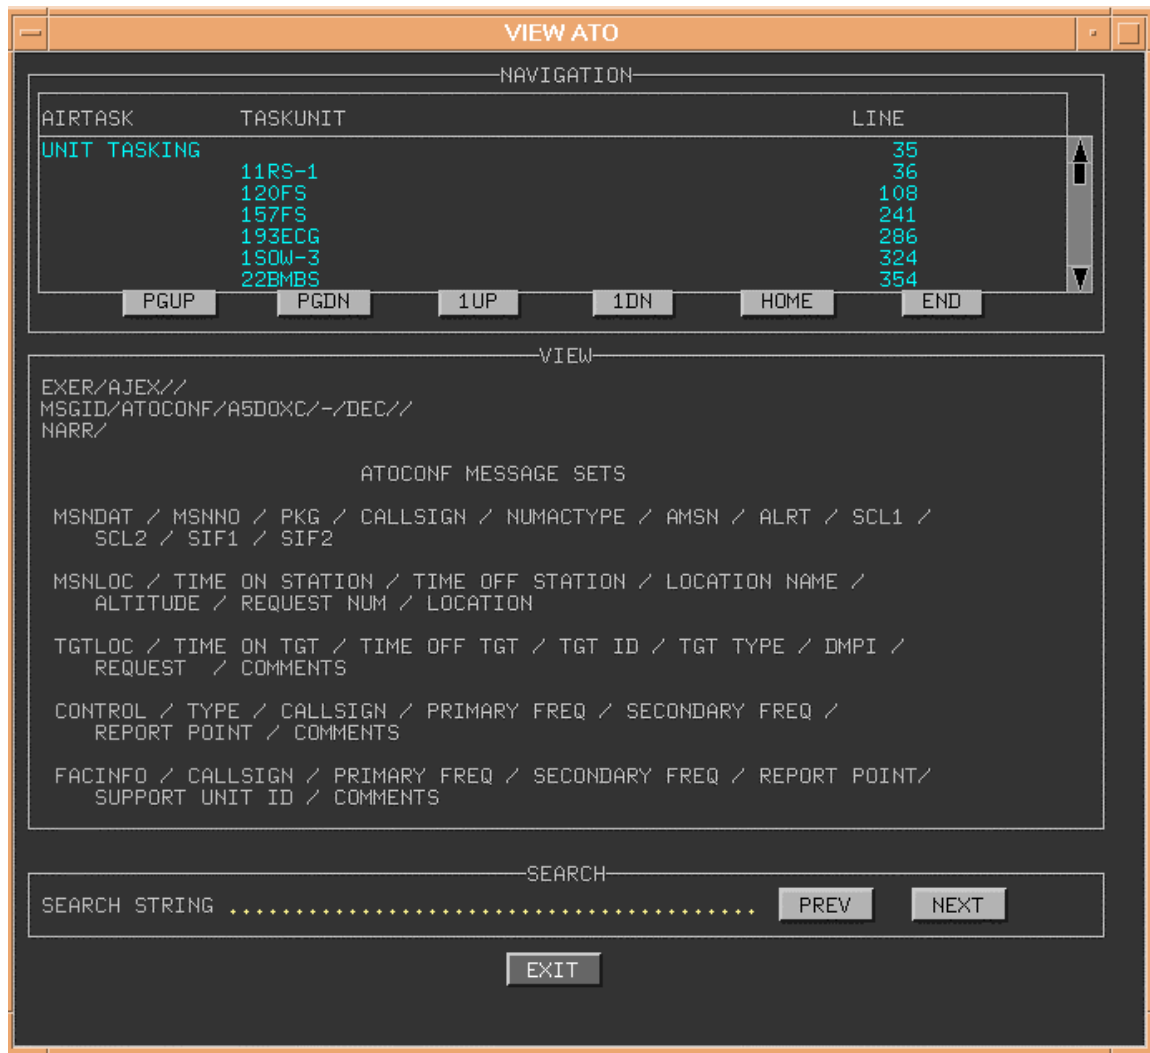 VIEW ATO
NAVIGATION
AIRTASK TASKUNIT LINE
UNIT TASKING 35
11RS-1 36
120FS 108
157FS 241
193ECG 286
1SOW-3 324
22BMBS 354
PGUP PGDN 1UP 1DN HOME END
VIEW
EXER/AJEX//
MSGID/ATOCONF/A5DOXC/-/DEC//
NARR/
ATOCONF MESSAGE SETS
MSNDAT / MSNNO / PKG / CALLSIGN / NUMACTYPE / AMSN / ALRT / SCL1 /
SCL2 / SIF1 / SIF2
MSNLOC / TIME ON STATION / TIME OFF STATION / LOCATION NAME /
ALTITUDE / REQUEST NUM / LOCATION
TGTLOC / TIME ON TGT / TIME OFF TGT / TGT ID / TGT TYPE / DMPI /
REQUEST / COMMENTS
CONTROL / TYPE / CALLSIGN / PRIMARY FREQ / SECONDARY FREQ /
REPORT POINT / COMMENTS
FACINFO / CALLSIGN / PRIMARY FREQ / SECONDARY FREQ / REPORT POINT/
SUPPORT UNIT ID / COMMENTS
SEARCH
SEARCH STRING ........................................ PREV NEXT
EXIT